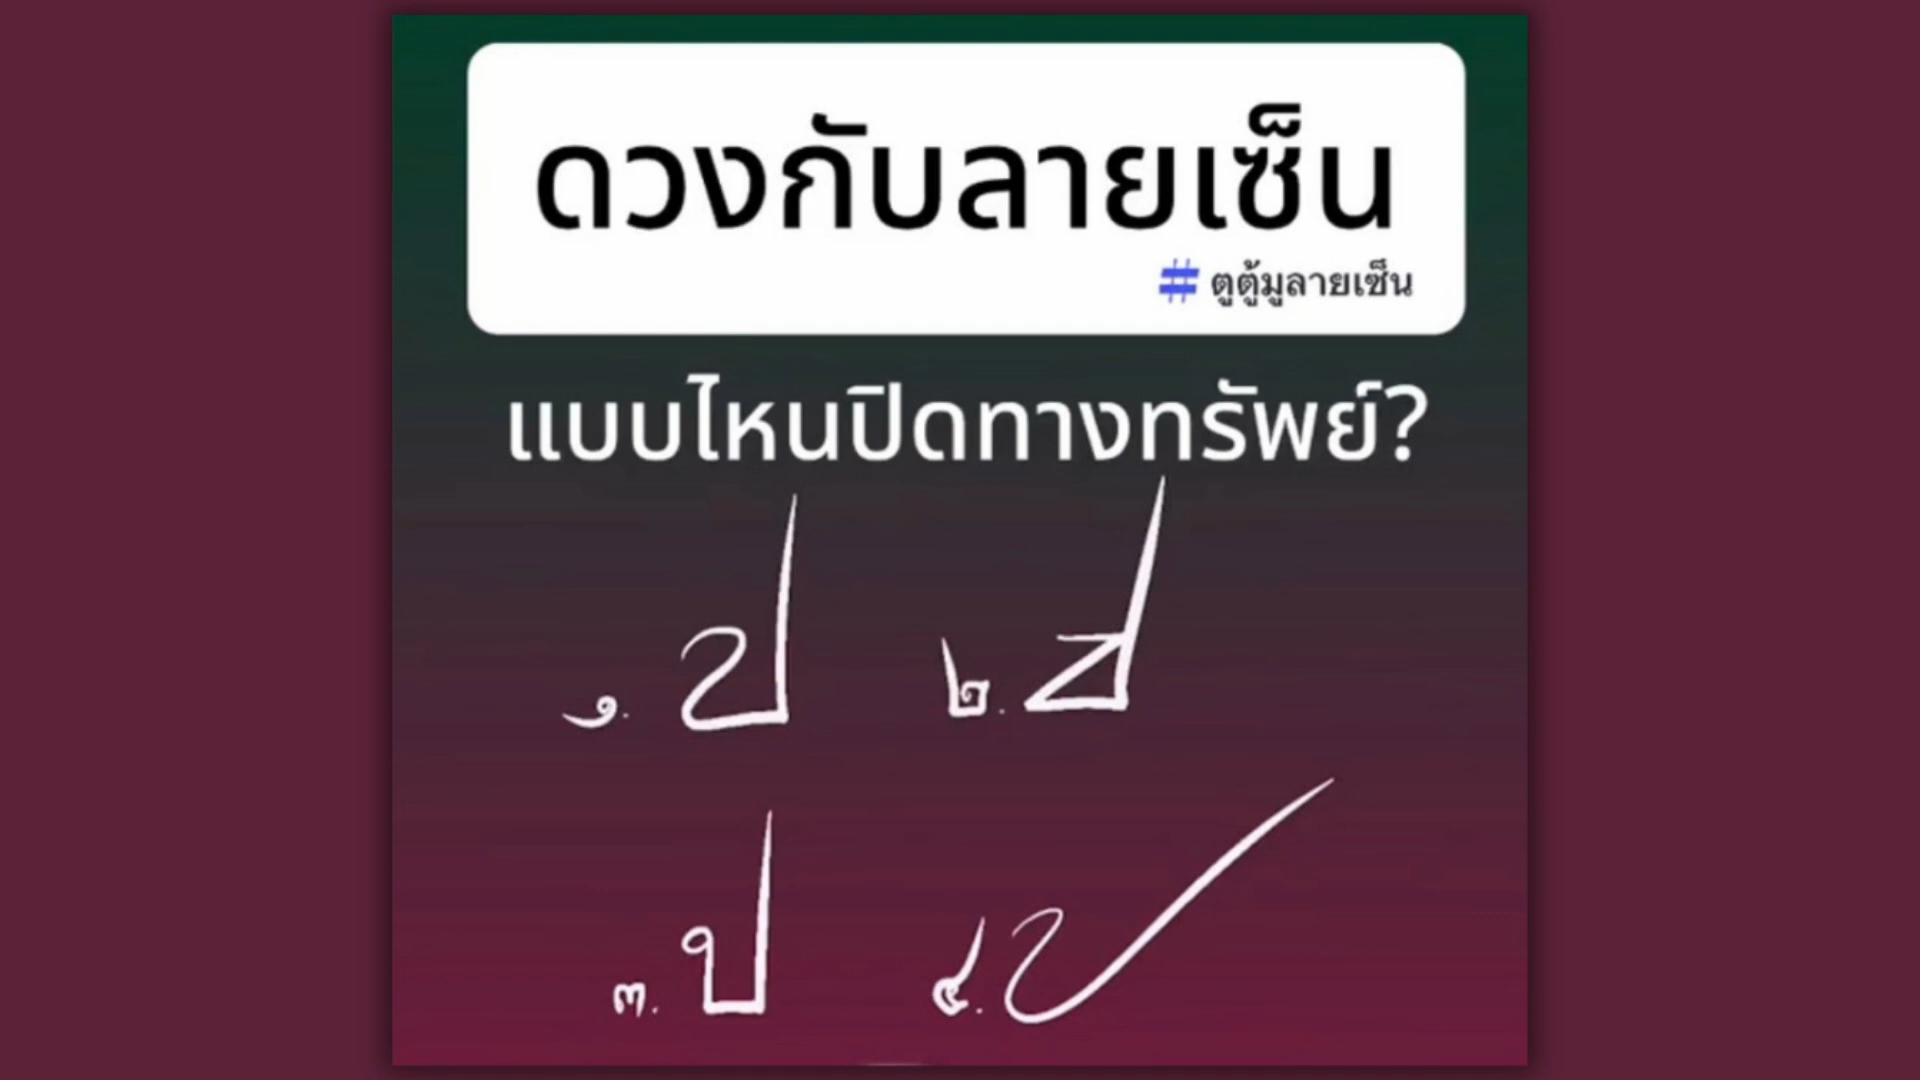 ดวงกับลายเซ็น
# ตูตู้มูลายเซ็น
แบบไหนปิดทางทรัพย์?
๑. ป ๒. ส
๓. ป ๔. ป